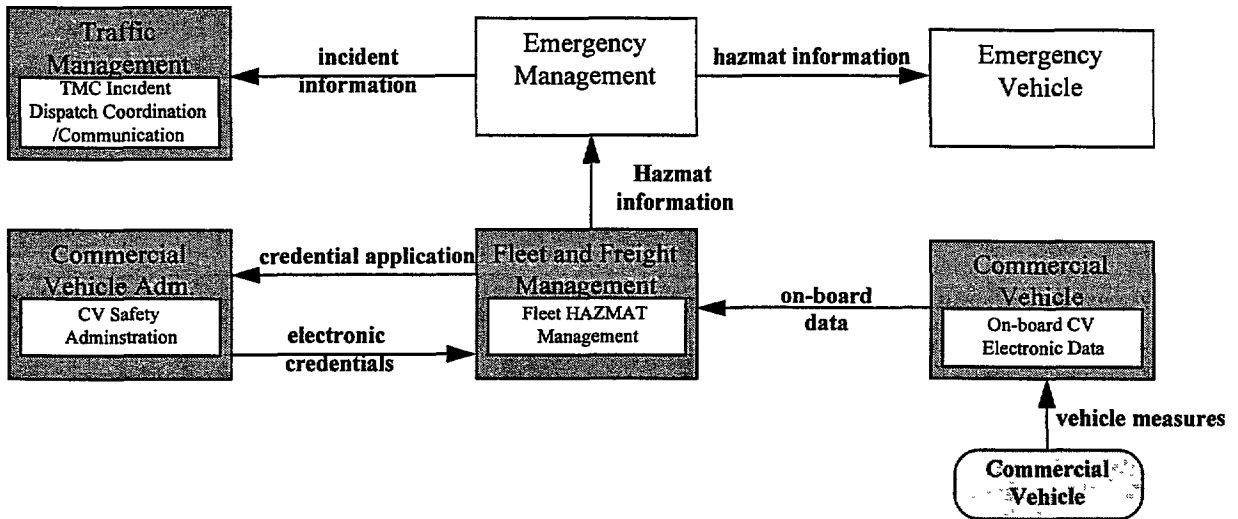 Traffic
Management
TMC Incident
Dispatch Coordination
/Communication
incident
information
Emergency
Management
hazmat information
Emergency
Vehicle
Hazmat
information
Commercial
Vehicle Adm.
CV Safety
Adminstration
credential application
electronic
credentials
Fleet and Freight
Management
Fleet HAZMAT
Management
on-board
data
Commercial
Vehicle
On-board CV
Electronic Data
vehicle measures
Commercial
Vehicle